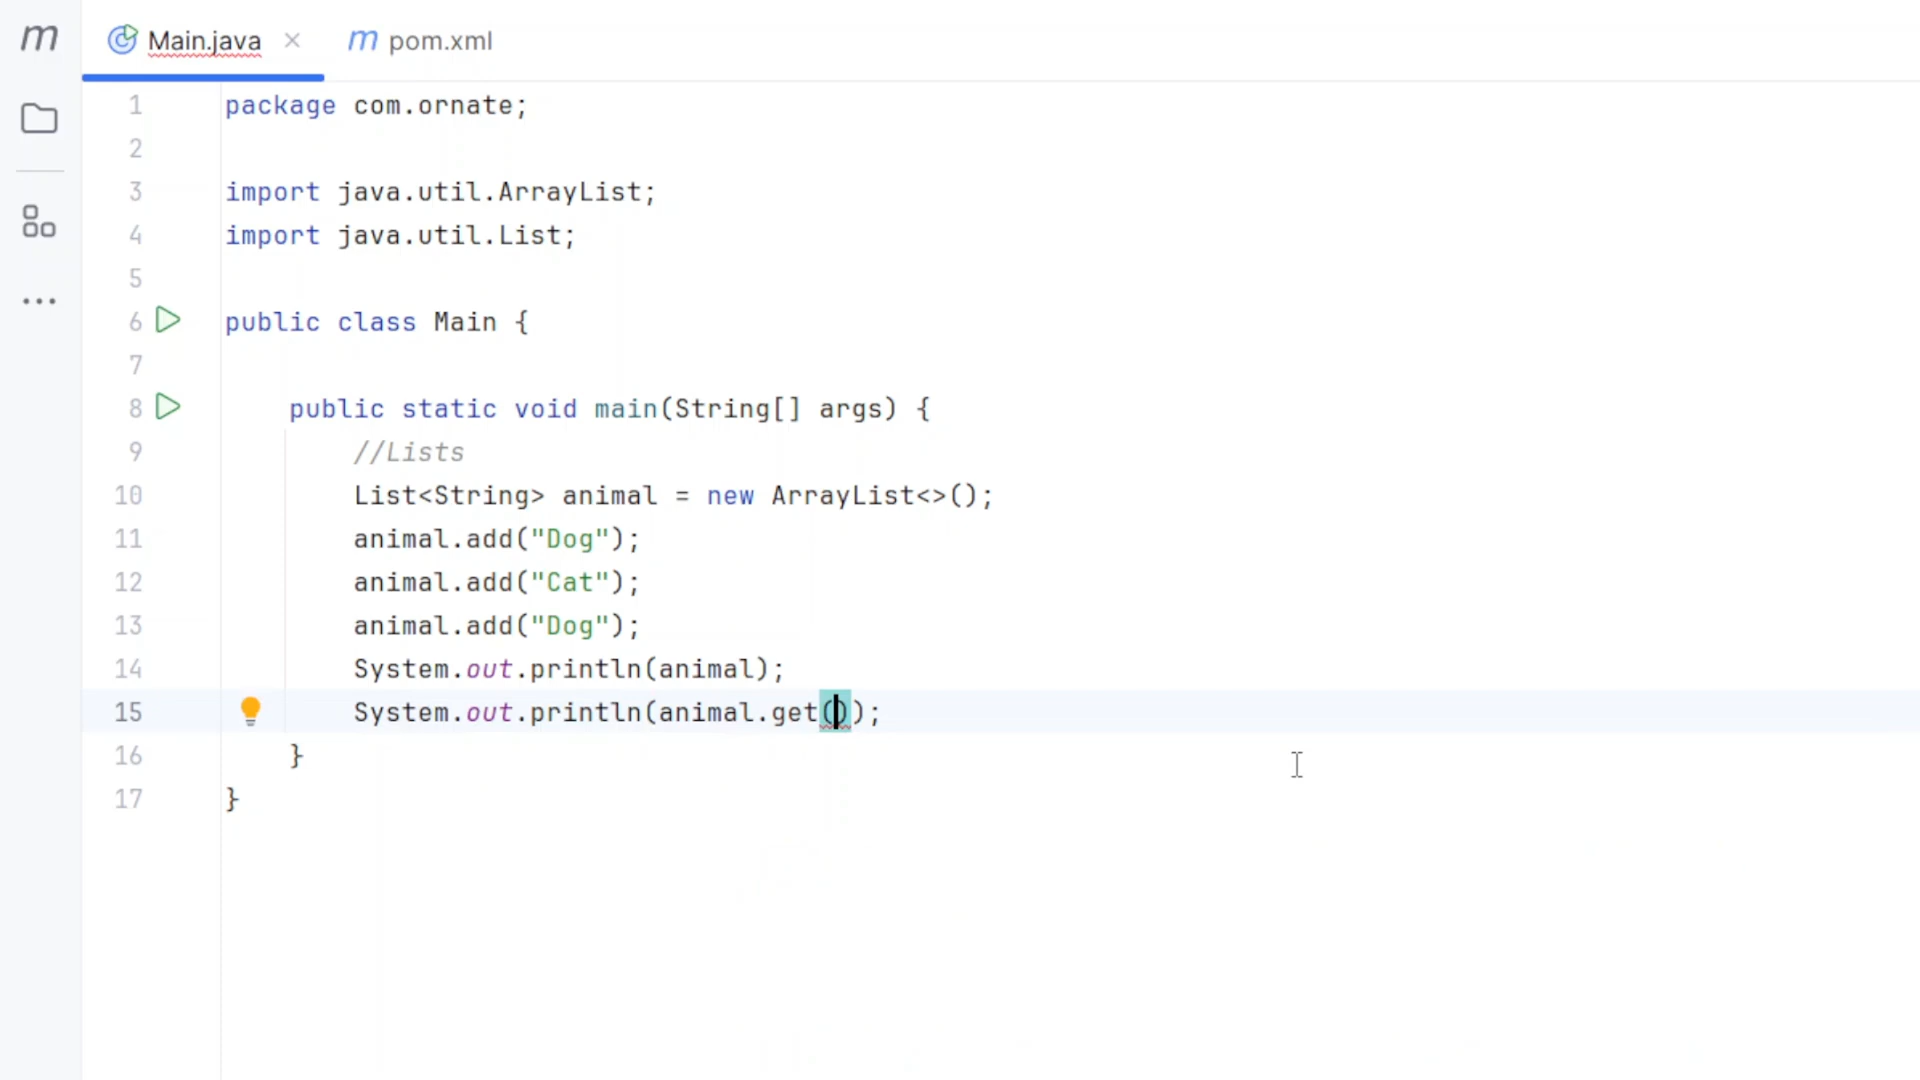 m Main.java × m pom.xml
1 package com.ornate;
2
3 import java.util.ArrayList;
4 import java.util.List;
5
6 public class Main {
7
8     public static void main(String[] args) {
9         //Lists
10         List<String> animal = new ArrayList<>();
11         animal.add("Dog");
12         animal.add("Cat");
13         animal.add("Dog");
14         System.out.println(animal);
15         System.out.println(animal.get());
16     }
17 }